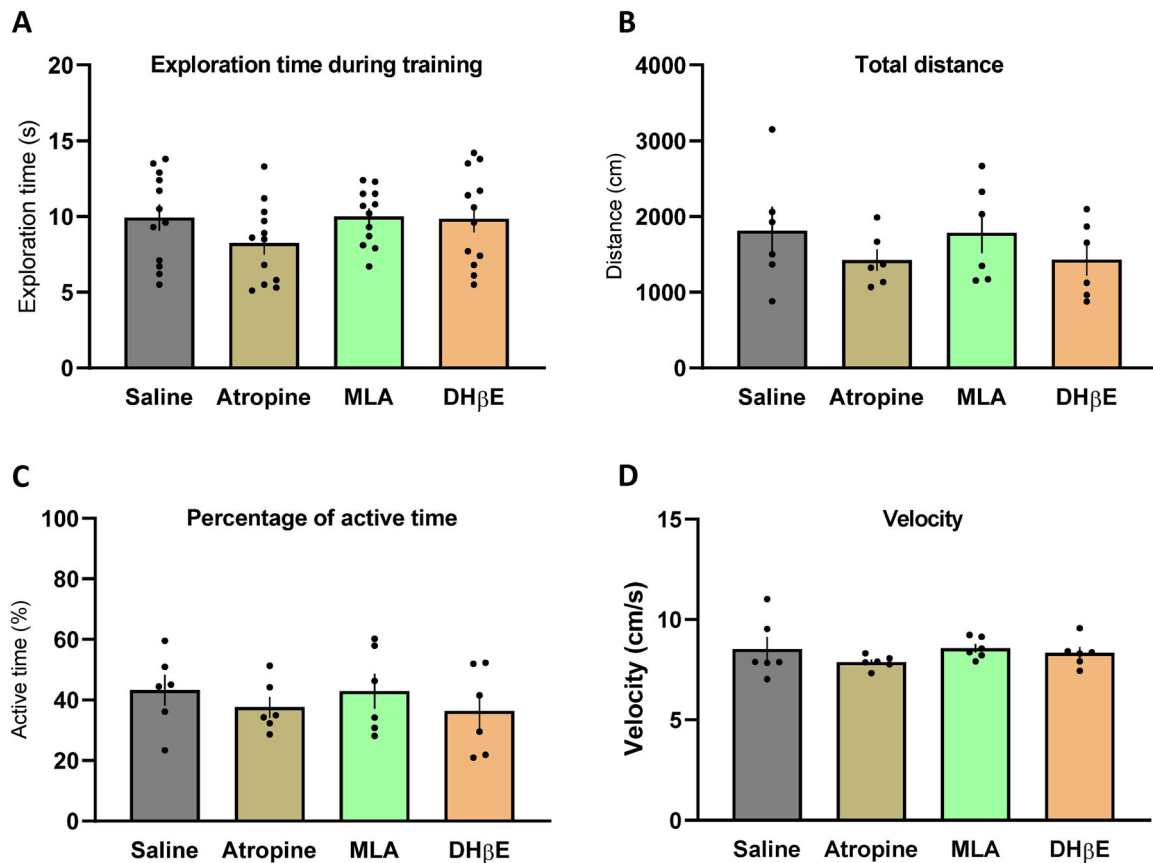 A
Exploration time during training
Exploration time (s)
20
15
10
5
0
Saline Atropine MLA DHβE
B
Total distance
Distance (cm)
4000
3000
2000
1000
0
Saline Atropine MLA DHβE
C
Percentage of active time
Active time (%)
100
80
60
40
20
0
Saline Atropine MLA DHβE
D
Velocity
Velocity (cm/s)
15
10
5
0
Saline Atropine MLA DHβE